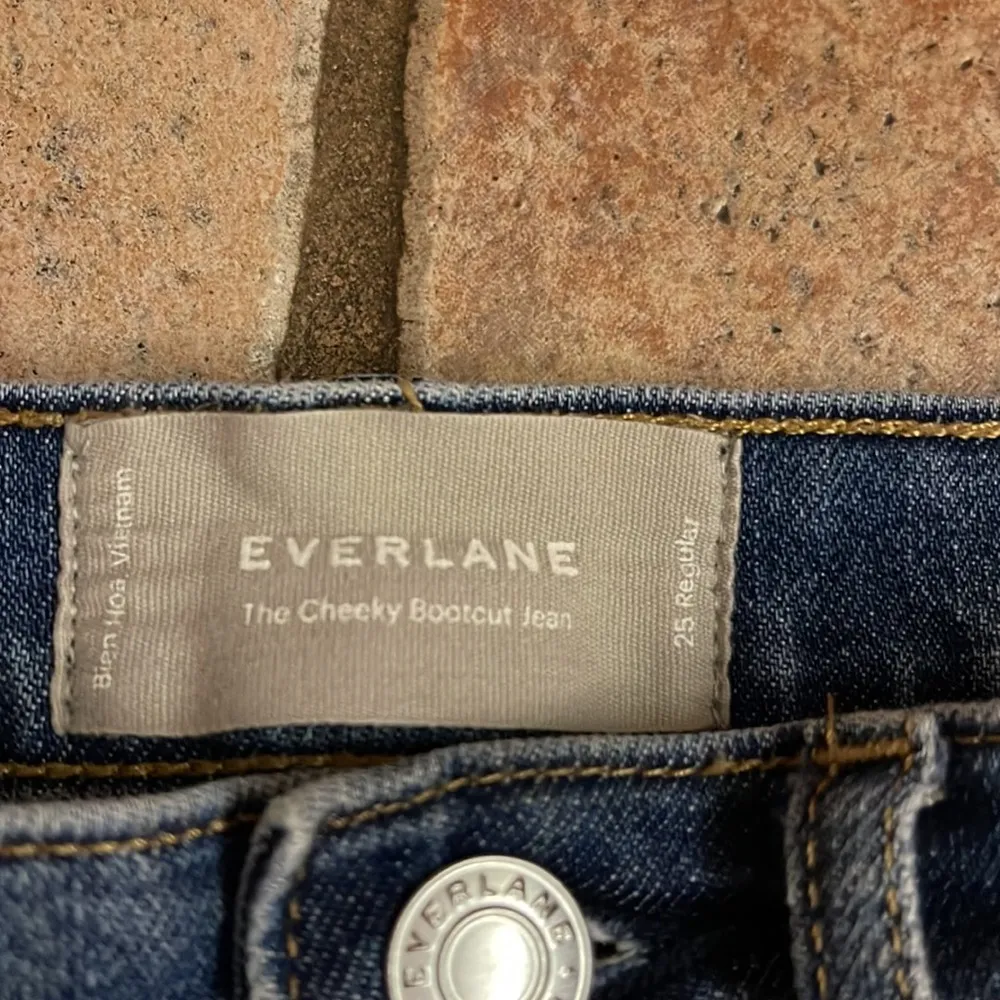 EVERLANE
The Cheeky Bootcut Jean
Bien Hoa, Vietnam
25 Regular
EVERLANE